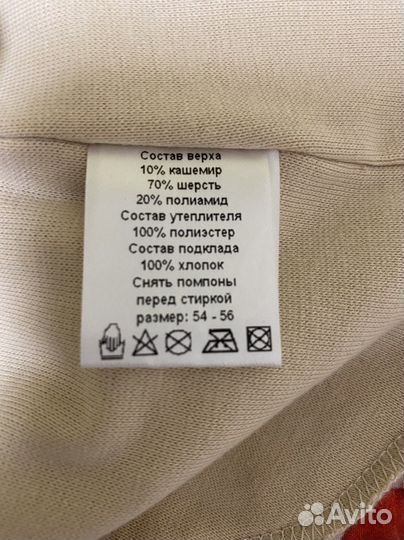 Состав верха
10% кашемир
70% шерсть
20% полиамид
Состав утеплителя
100% полиэстер
Состав подклада
100% хлопок
Снять помпоны
перед стиркой
размер: 54 - 56
Avito